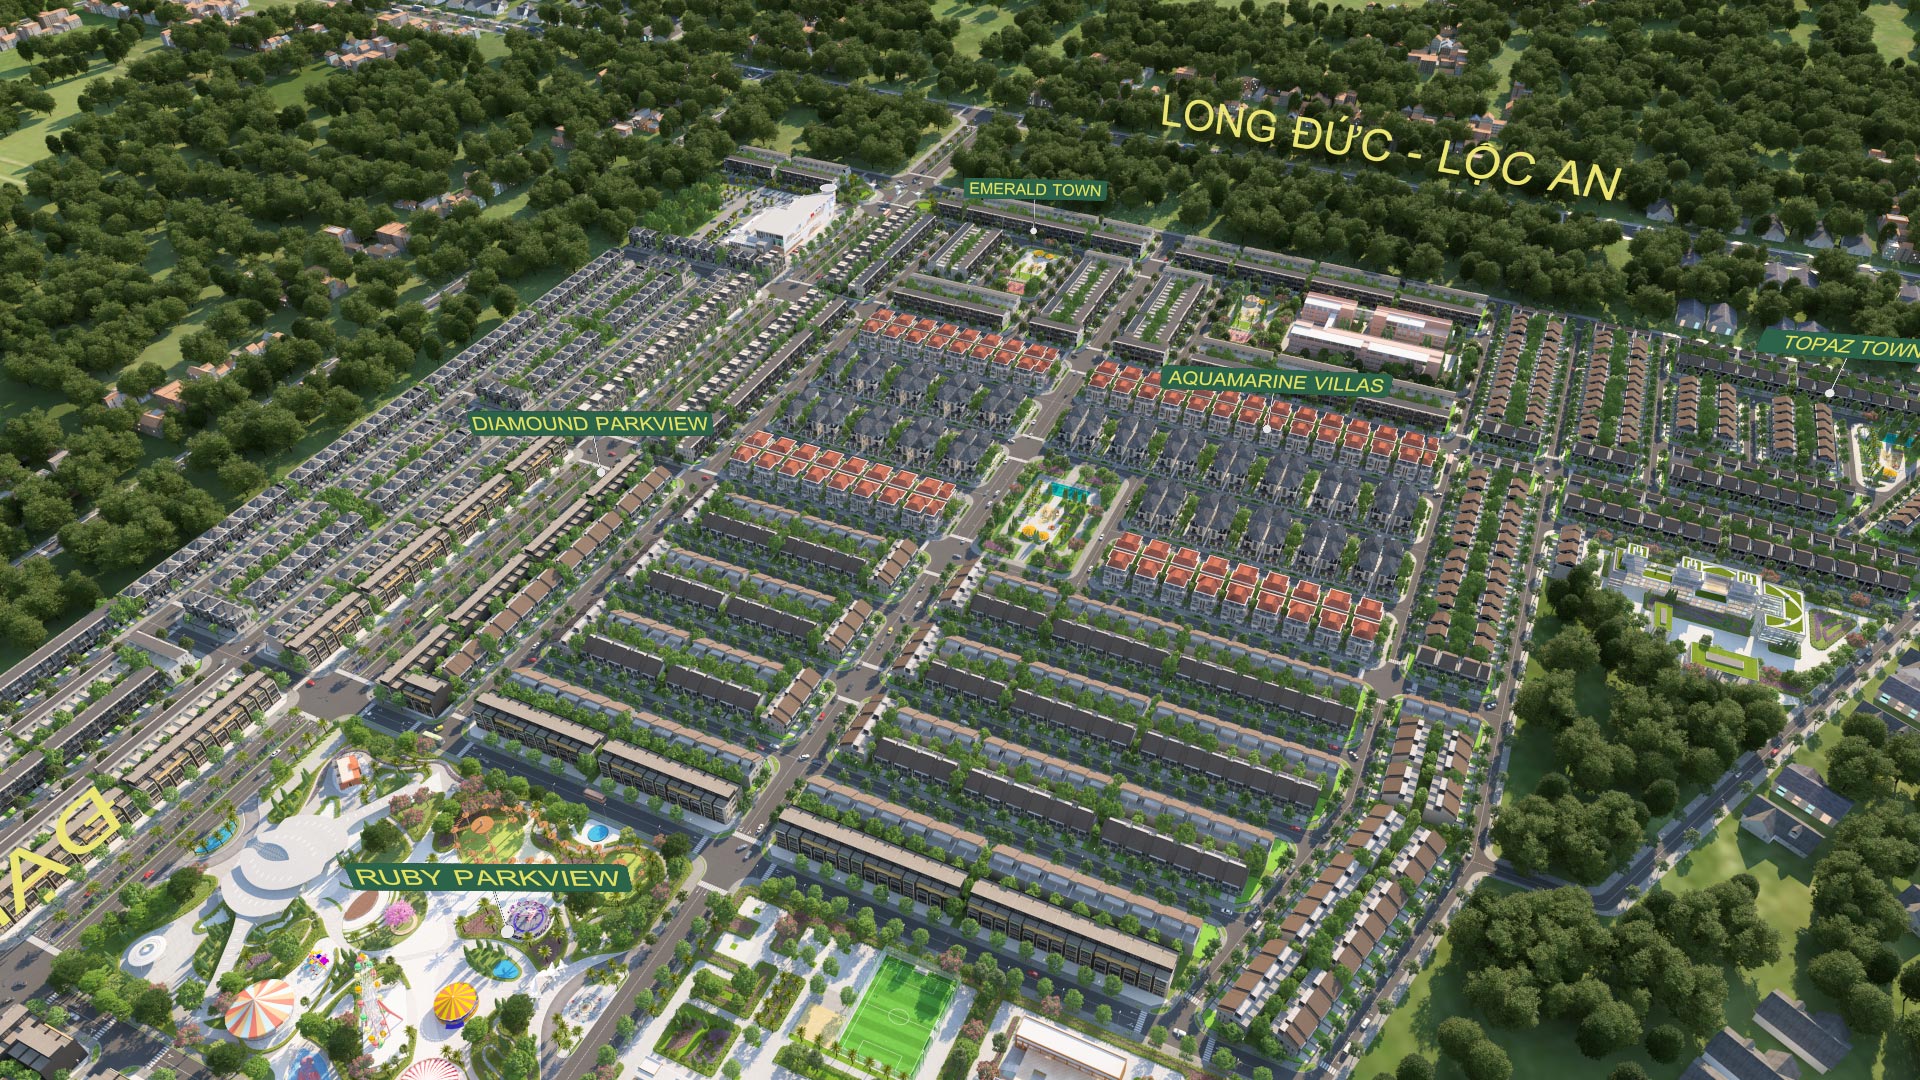 LONG ĐỨC - LỘC AN
EMERALD TOWN
TOPAZ TOWN
AQUAMARINE VILLAS
DIAMOUND PARKVIEW
RUBY PARKVIEW